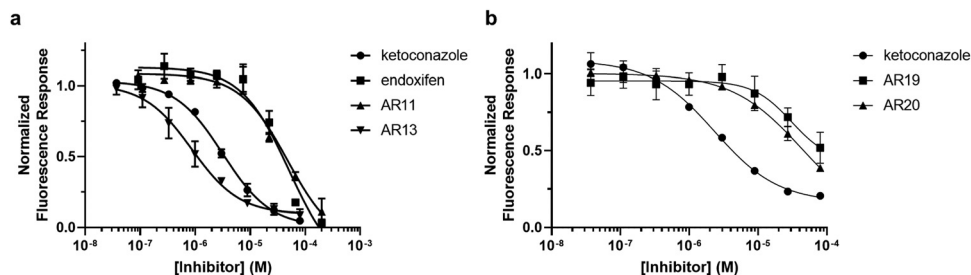 a
Normalized
Fluorescence Response
1.0
0.5
0.0
10-8
10-7
10-6
10-5
10-4
10-3
[Inhibitor] (M)
ketoconazole
endoxifen
AR11
AR13
b
Normalized
Fluorescence Response
1.0
0.5
0.0
10-8
10-7
10-6
10-5
10-4
[Inhibitor] (M)
ketoconazole
AR19
AR20